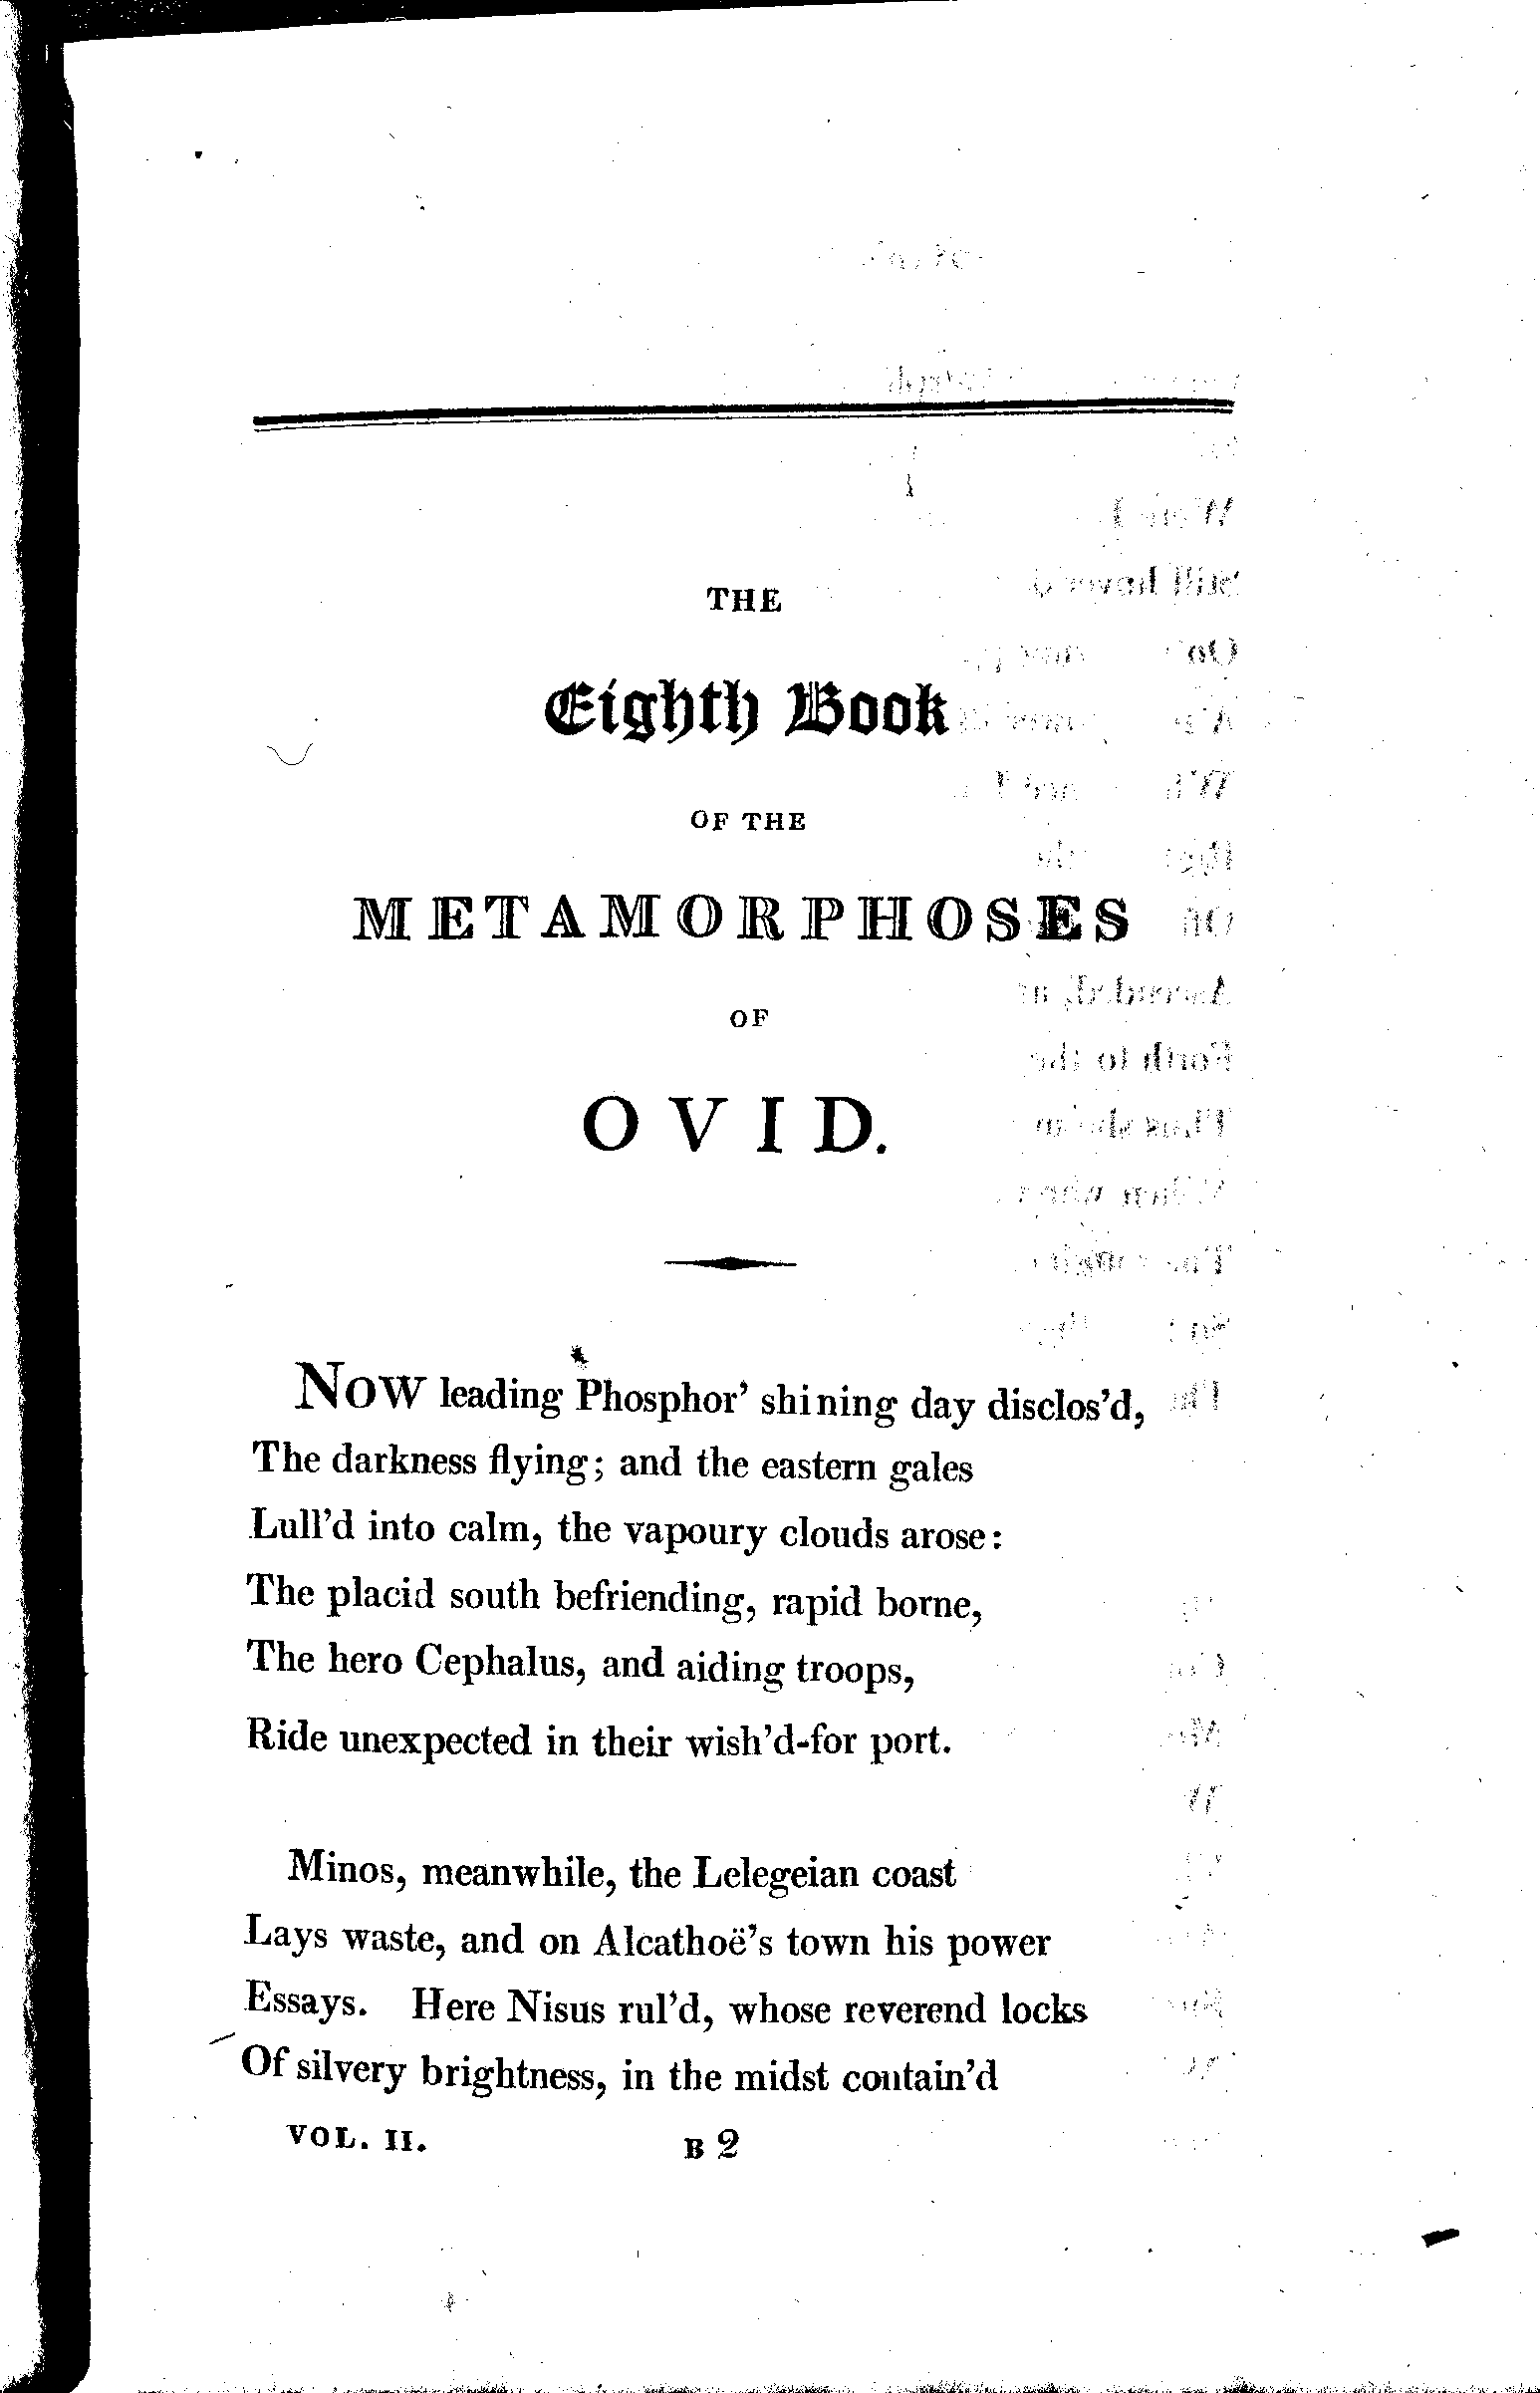 THE
Eighth Book
OF THE
METAMORPHOSES
OF
OVID.
NOW leading Phosphor' shining day disclos'd,
The darkness flying; and the eastern gales
Lull'd into calm, the vapoury clouds arose:
The placid south befriending, rapid borne,
The hero Cephalus, and aiding troops,
Ride unexpected in their wish'd-for port.
Minos, meanwhile, the Lelegeian coast
Lays waste, and on Alcathoë's town his power
Essays. Here Nisus rul'd, whose reverend locks
Of silvery brightness, in the midst contain'd
VOL. II. B 2